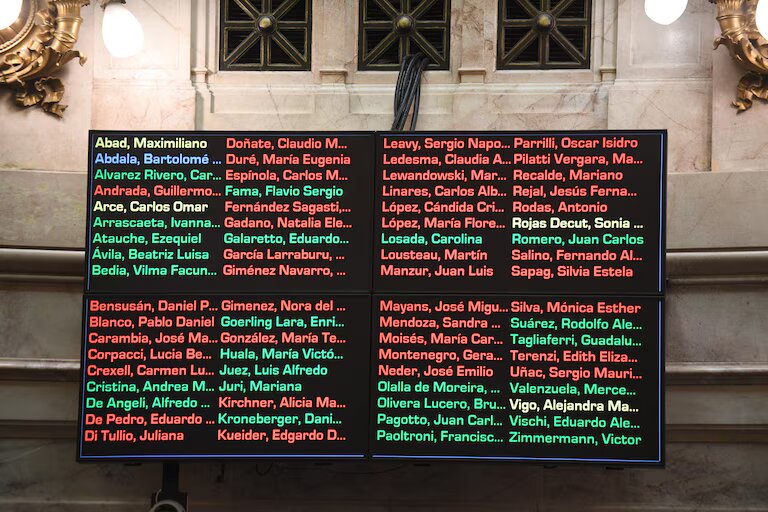 Abad, Maximiliano
Abdala, Bartolomé ...
Alvarez Rivero, Car...
Andrada, Guillermo...
Arce, Carlos Omar
Arrascaeta, Ivanna...
Atauche, Ezequiel
Ávila, Beatriz Luisa
Bedia, Vilma Facun...
Doñate, Claudio M...
Duré, María Eugenia
Espínola, Carlos M...
Fama, Flavio Sergio
Fernández Sagasti,...
Gadano, Natalia Ele...
Galaretto, Eduardo...
García Larraburu, ...
Giménez Navarro, ...
Leavy, Sergio Napo...
Ledesma, Claudia A...
Lewandowski, Mar...
Linares, Carlos Alb...
López, Cándida Cri...
López, María Flore...
Losada, Carolina
Lousteau, Martín
Manzur, Juan Luis
Parrilli, Oscar Isidro
Pilatti Vergara, Ma...
Recalde, Mariano
Rejal, Jesús Ferna...
Rodas, Antonio
Rojas Decut, Sonia ...
Romero, Juan Carlos
Salino, Fernando Al...
Sapag, Silvia Estela
Bensusán, Daniel P...
Blanco, Pablo Daniel
Carambia, José Ma...
Corpacci, Lucia Be...
Crexell, Carmen Lu...
Cristina, Andrea M...
De Angeli, Alfredo ...
De Pedro, Eduardo ...
Di Tullio, Juliana
Gimenez, Nora del ...
Goerling Lara, Enri...
González, María Te...
Huala, María Victó...
Juez, Luis Alfredo
Juri, Mariana
Kirchner, Alicia Ma...
Kroneberger, Dani...
Kueider, Edgardo D...
Mayans, José Migu...
Mendoza, Sandra ...
Moisés, María Car...
Montenegro, Gera...
Neder, José Emilio
Olalla de Moreira, ...
Olivera Lucero, Bru...
Pagotto, Juan Carl...
Paoltroni, Francisc...
Silva, Mónica Esther
Suárez, Rodolfo Ale...
Tagliaferri, Guadalu...
Terenzi, Edith Eliza...
Uñac, Sergio Mauri...
Valenzuela, Merce...
Vigo, Alejandra Ma...
Vischi, Eduardo Ale...
Zimmermann, Victor